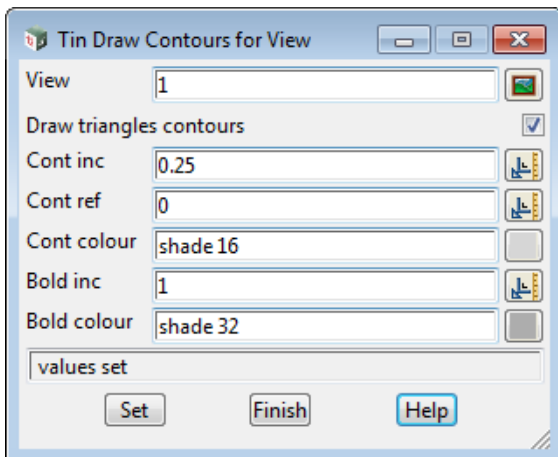 Tin Draw Contours for View
View 1
Draw triangles contours
Cont inc 0.25
Cont ref 0
Cont colour shade 16
Bold inc 1
Bold colour shade 32
values set
Set Finish Help